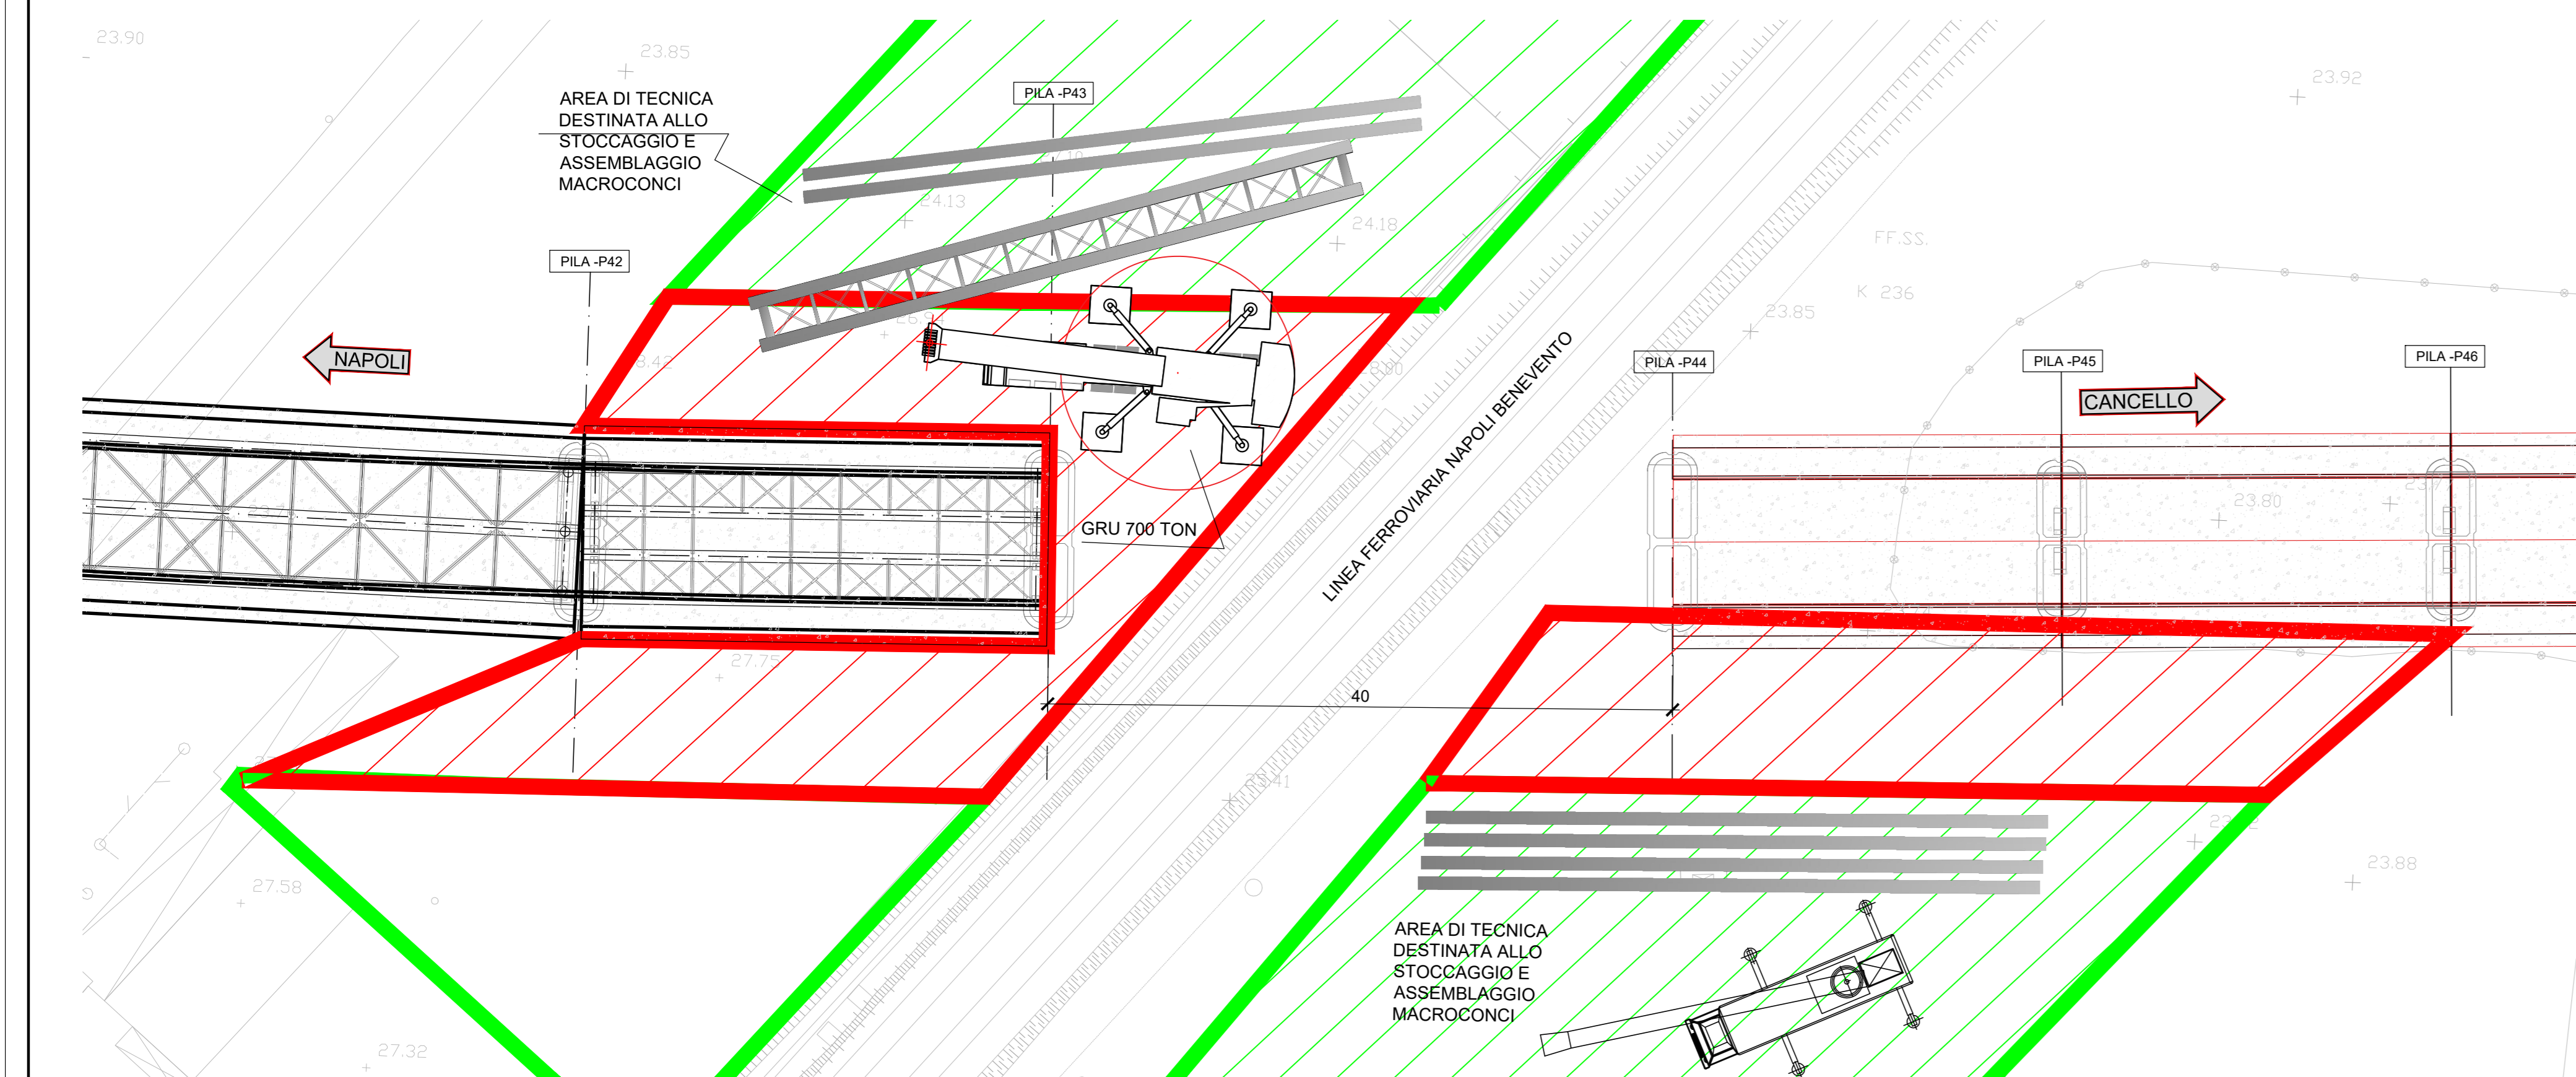 23.90
23.85
AREA DI TECNICA
DESTINATA ALLO
STOCCAGGIO E
ASSEMBLAGGIO
MACROCONCI
PILA -P43
23.92
24.13
24.18
FF.SS.
K 236
PILA -P42
23.85
NAPOLI
LINEA FERROVIARIA NAPOLI BENEVENTO
PILA -P44
PILA -P45
PILA -P46
CANCELLO
23.80
GRU 700 TON
27.75
40
27.58
23.88
AREA DI TECNICA
DESTINATA ALLO
STOCCAGGIO E
ASSEMBLAGGIO
MACROCONCI
27.32